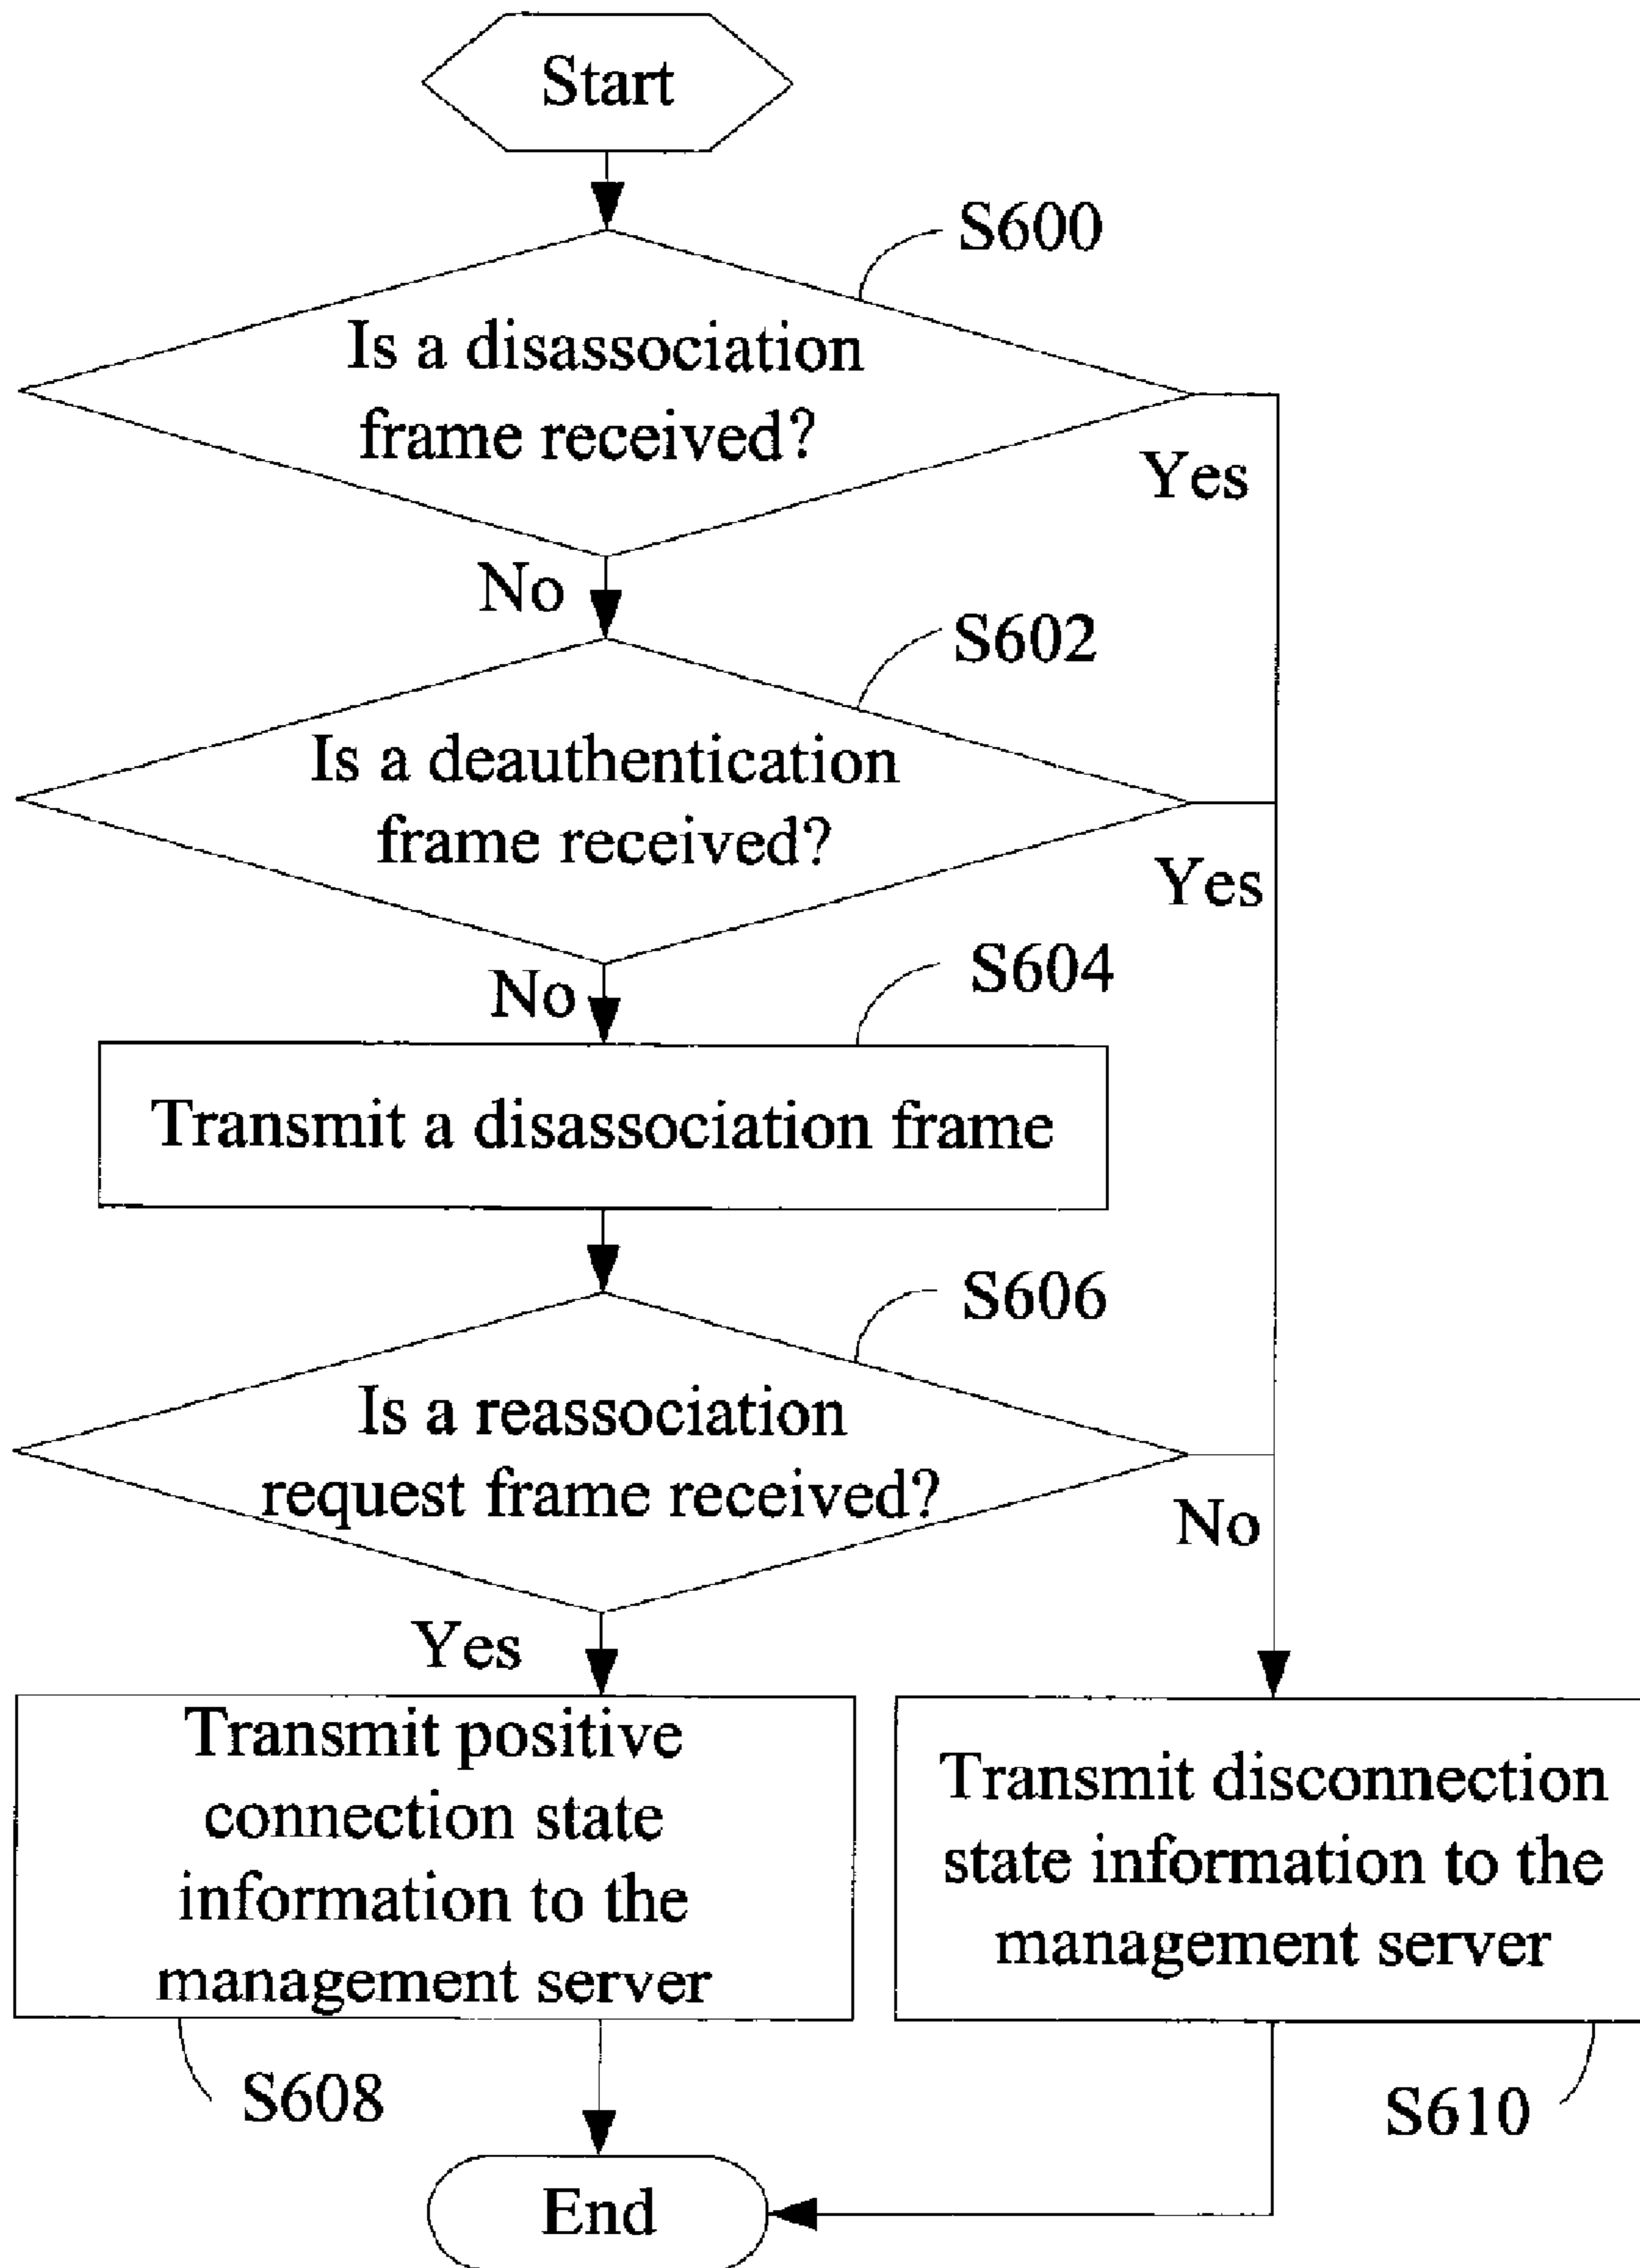 Start
S600
Is a disassociation
frame received?
Yes
No
S602
Is a deauthentication
frame received?
Yes
No
S604
Transmit a disassociation frame
S606
Is a reassociation
request frame received?
No
Yes
Transmit positive
connection state
information to the
management server
Transmit disconnection
state information to the
management server
S608
S610
End